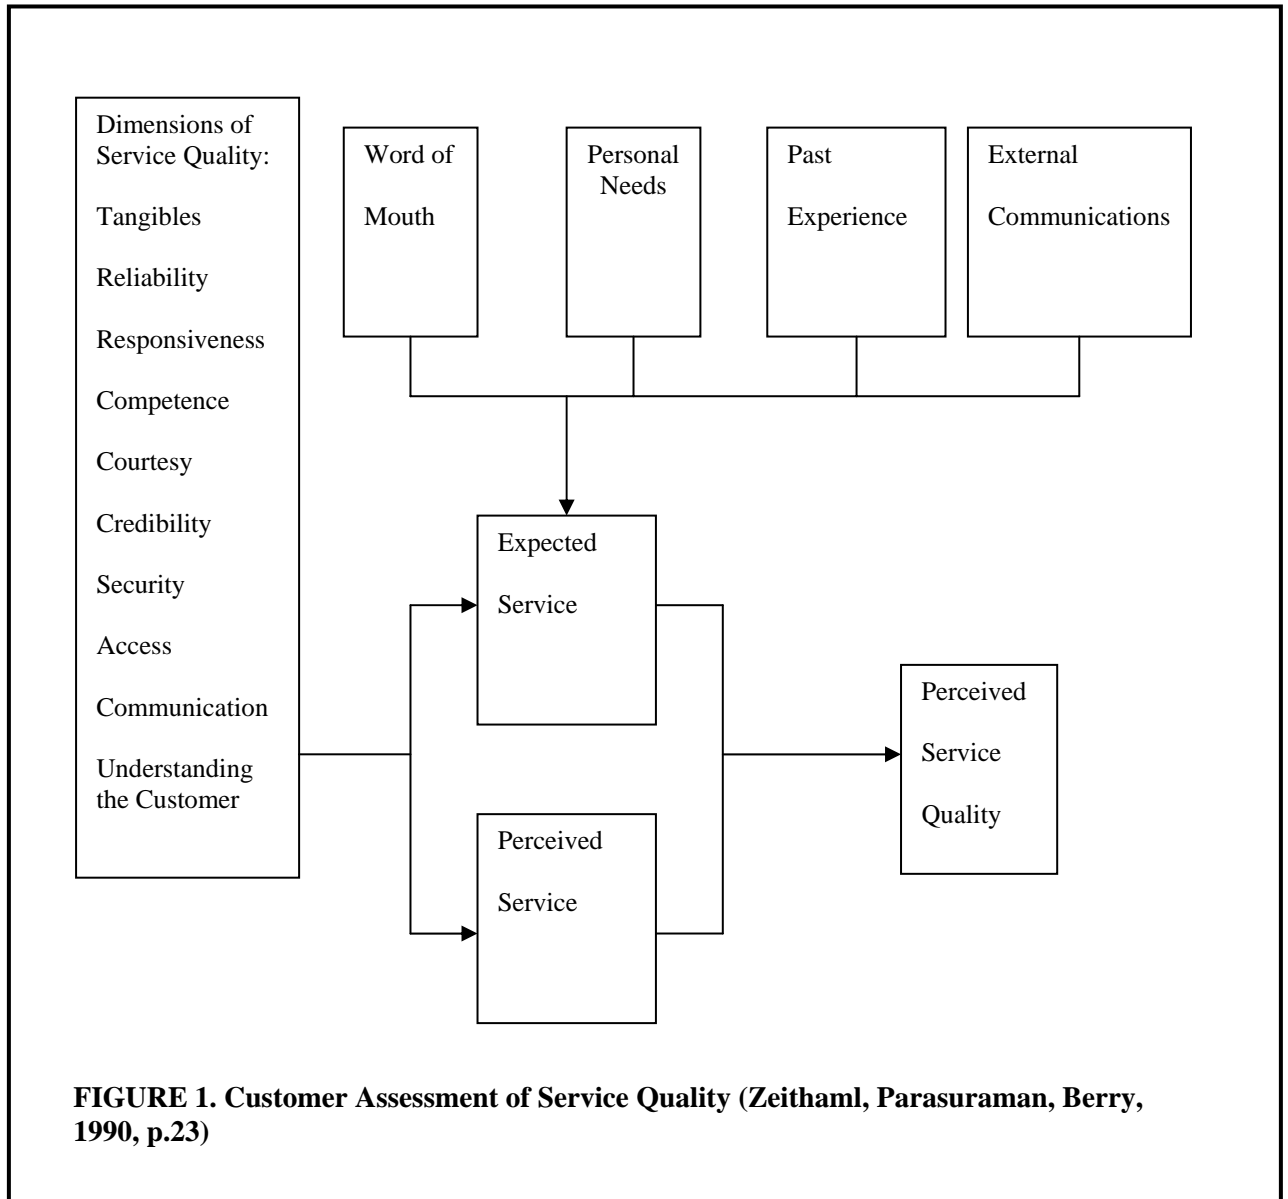 Dimensions of
Service Quality:
Tangibles
Reliability
Responsiveness
Competence
Courtesy
Credibility
Security
Access
Communication
Understanding
the Customer
Word of
Mouth
Personal
Needs
Past
Experience
External
Communications
Expected
Service
Perceived
Service
Perceived
Service
Quality
FIGURE 1. Customer Assessment of Service Quality (Zeithaml, Parasuraman, Berry,
1990, p.23)